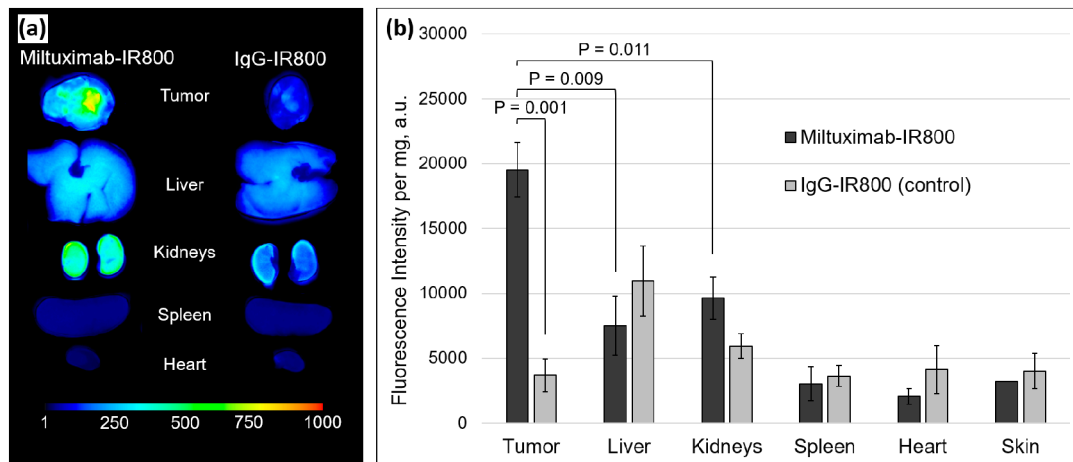 (a)
Miltuximab-IR800 IgG-IR800
Tumor
Liver
Kidneys
Spleen
Heart
1 250 500 750 1000
(b)
Fluorescence Intensity per mg, a.u.
30000
25000
20000
15000
10000
5000
0
P = 0.011
P = 0.009
P = 0.001
Miltuximab-IR800
IgG-IR800 (control)
Tumor Liver Kidneys Spleen Heart Skin